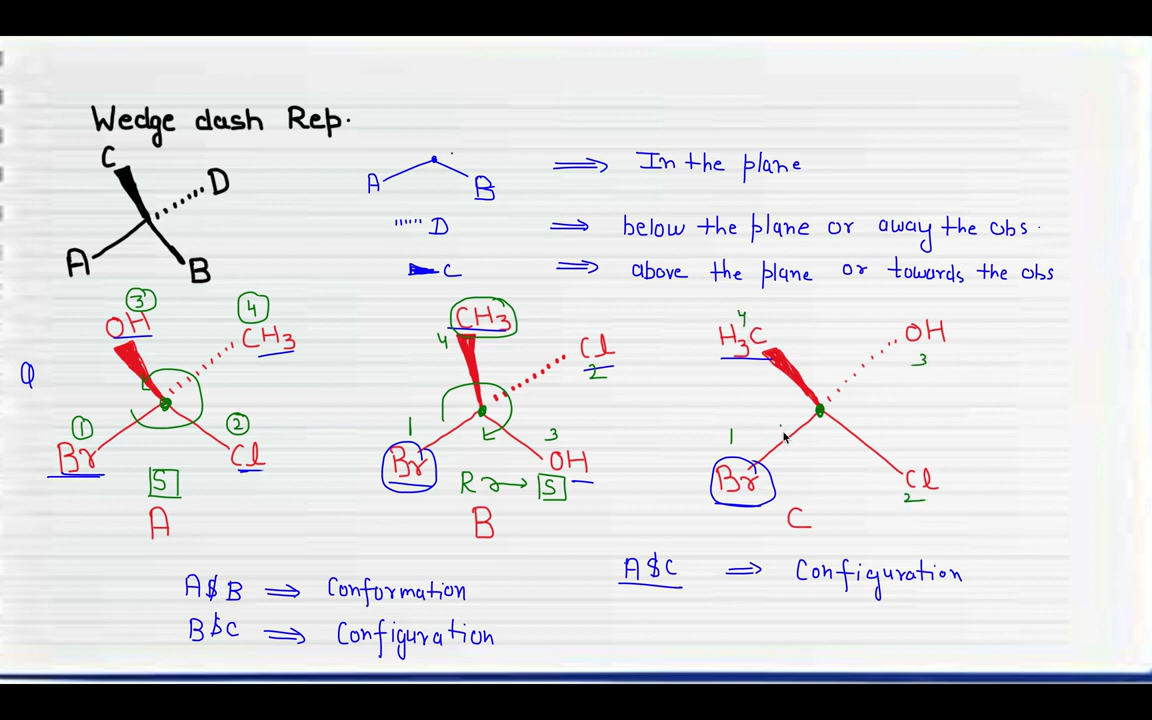 Wedge dash Rep.
C
D
A
B
A B ⟹ In the plane
D ⟹ below the plane or away the obs.
C ⟹ above the plane or towards the obs
Q
3 OH
4 CH3
1 Br
2 Cl
S
A
CH3
4
Cl
2
1
Br
3
OH
R → S
B
4
H3C
OH
3
1
Br
Cl
2
C
A $ B ⟹ Conformation
B $ C ⟹ Configuration
A $ C ⟹ Configuration